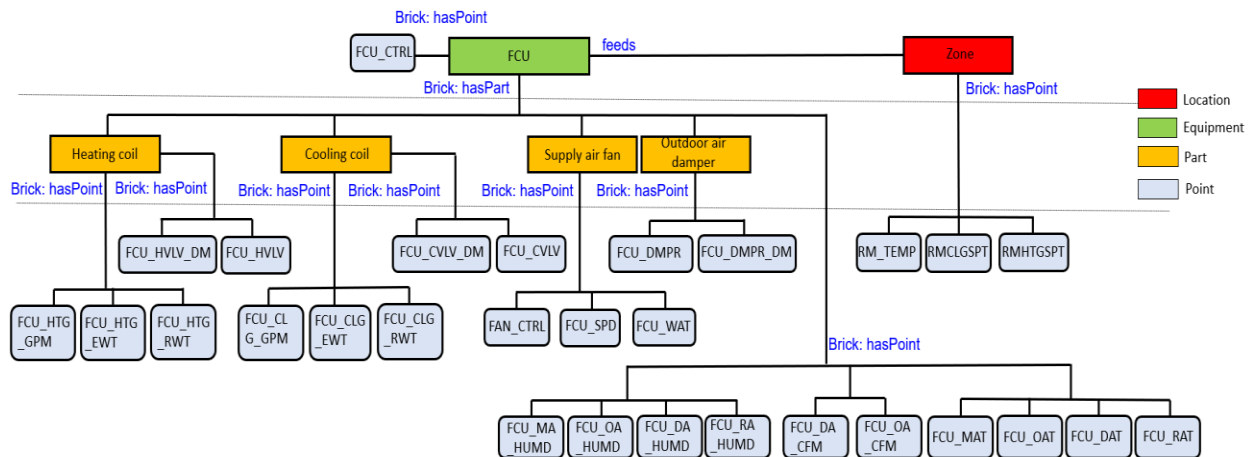 Brick: hasPoint
FCU_CTRL
FCU
feeds
Zone
Brick: hasPart
Brick: hasPoint
Location
Equipment
Part
Point
Heating coil
Cooling coil
Supply air fan
Outdoor air
damper
Brick: hasPoint
Brick: hasPoint
Brick: hasPoint
Brick: hasPoint
Brick: hasPoint
Brick: hasPoint
FCU_HVLV_DM
FCU_HVLV
FCU_CVLV_DM
FCU_CVLV
FCU_DMPR
FCU_DMPR_DM
RM_TEMP
RMCLGSPT
RMHTGSPT
FCU_HTG
_GPM
FCU_HTG
_EWT
FCU_HTG
_RWT
FCU_CL
G_GPM
FCU_CLG
_EWT
FCU_CLG
_RWT
FAN_CTRL
FCU_SPD
FCU_WAT
Brick: hasPoint
FCU_MA
_HUMD
FCU_OA
_HUMD
FCU_DA
_HUMD
FCU_RA
_HUMD
FCU_DA
_CFM
FCU_OA
_CFM
FCU_MAT
FCU_OAT
FCU_DAT
FCU_RAT